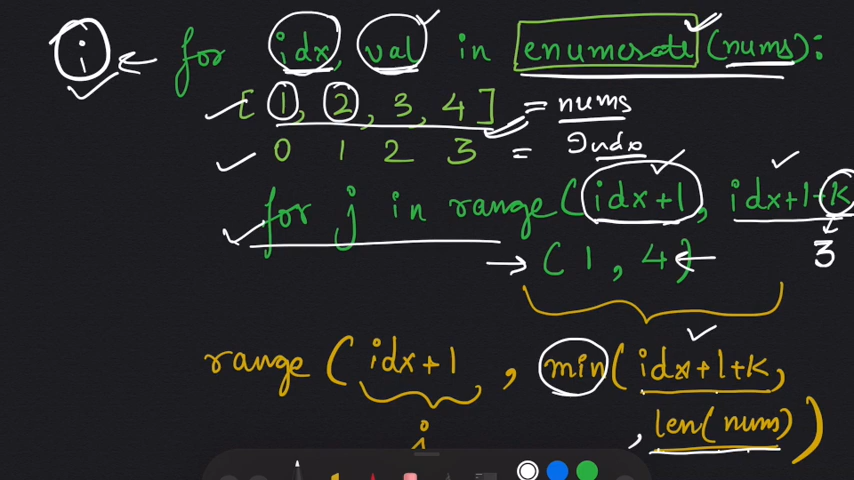 i ← for idx, val in enumerate (nums):
[1, 2, 3, 4] = nums
0 1 2 3 = Indx
for j in range (idx+1, idx+1+K
→ (1, 4) ← 3
range (idx+1, min(idx+1+K,
j , len(nums))